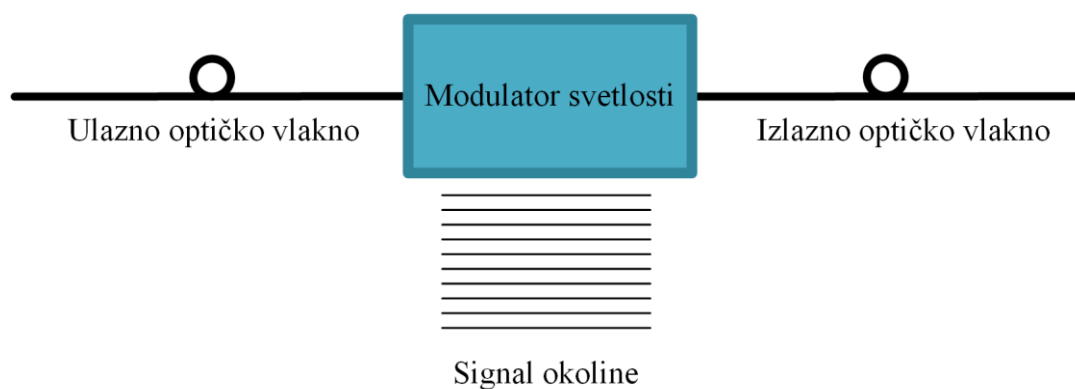 Modulator svetlosti
Ulazno optičko vlakno
Izlazno optičko vlakno
Signal okoline